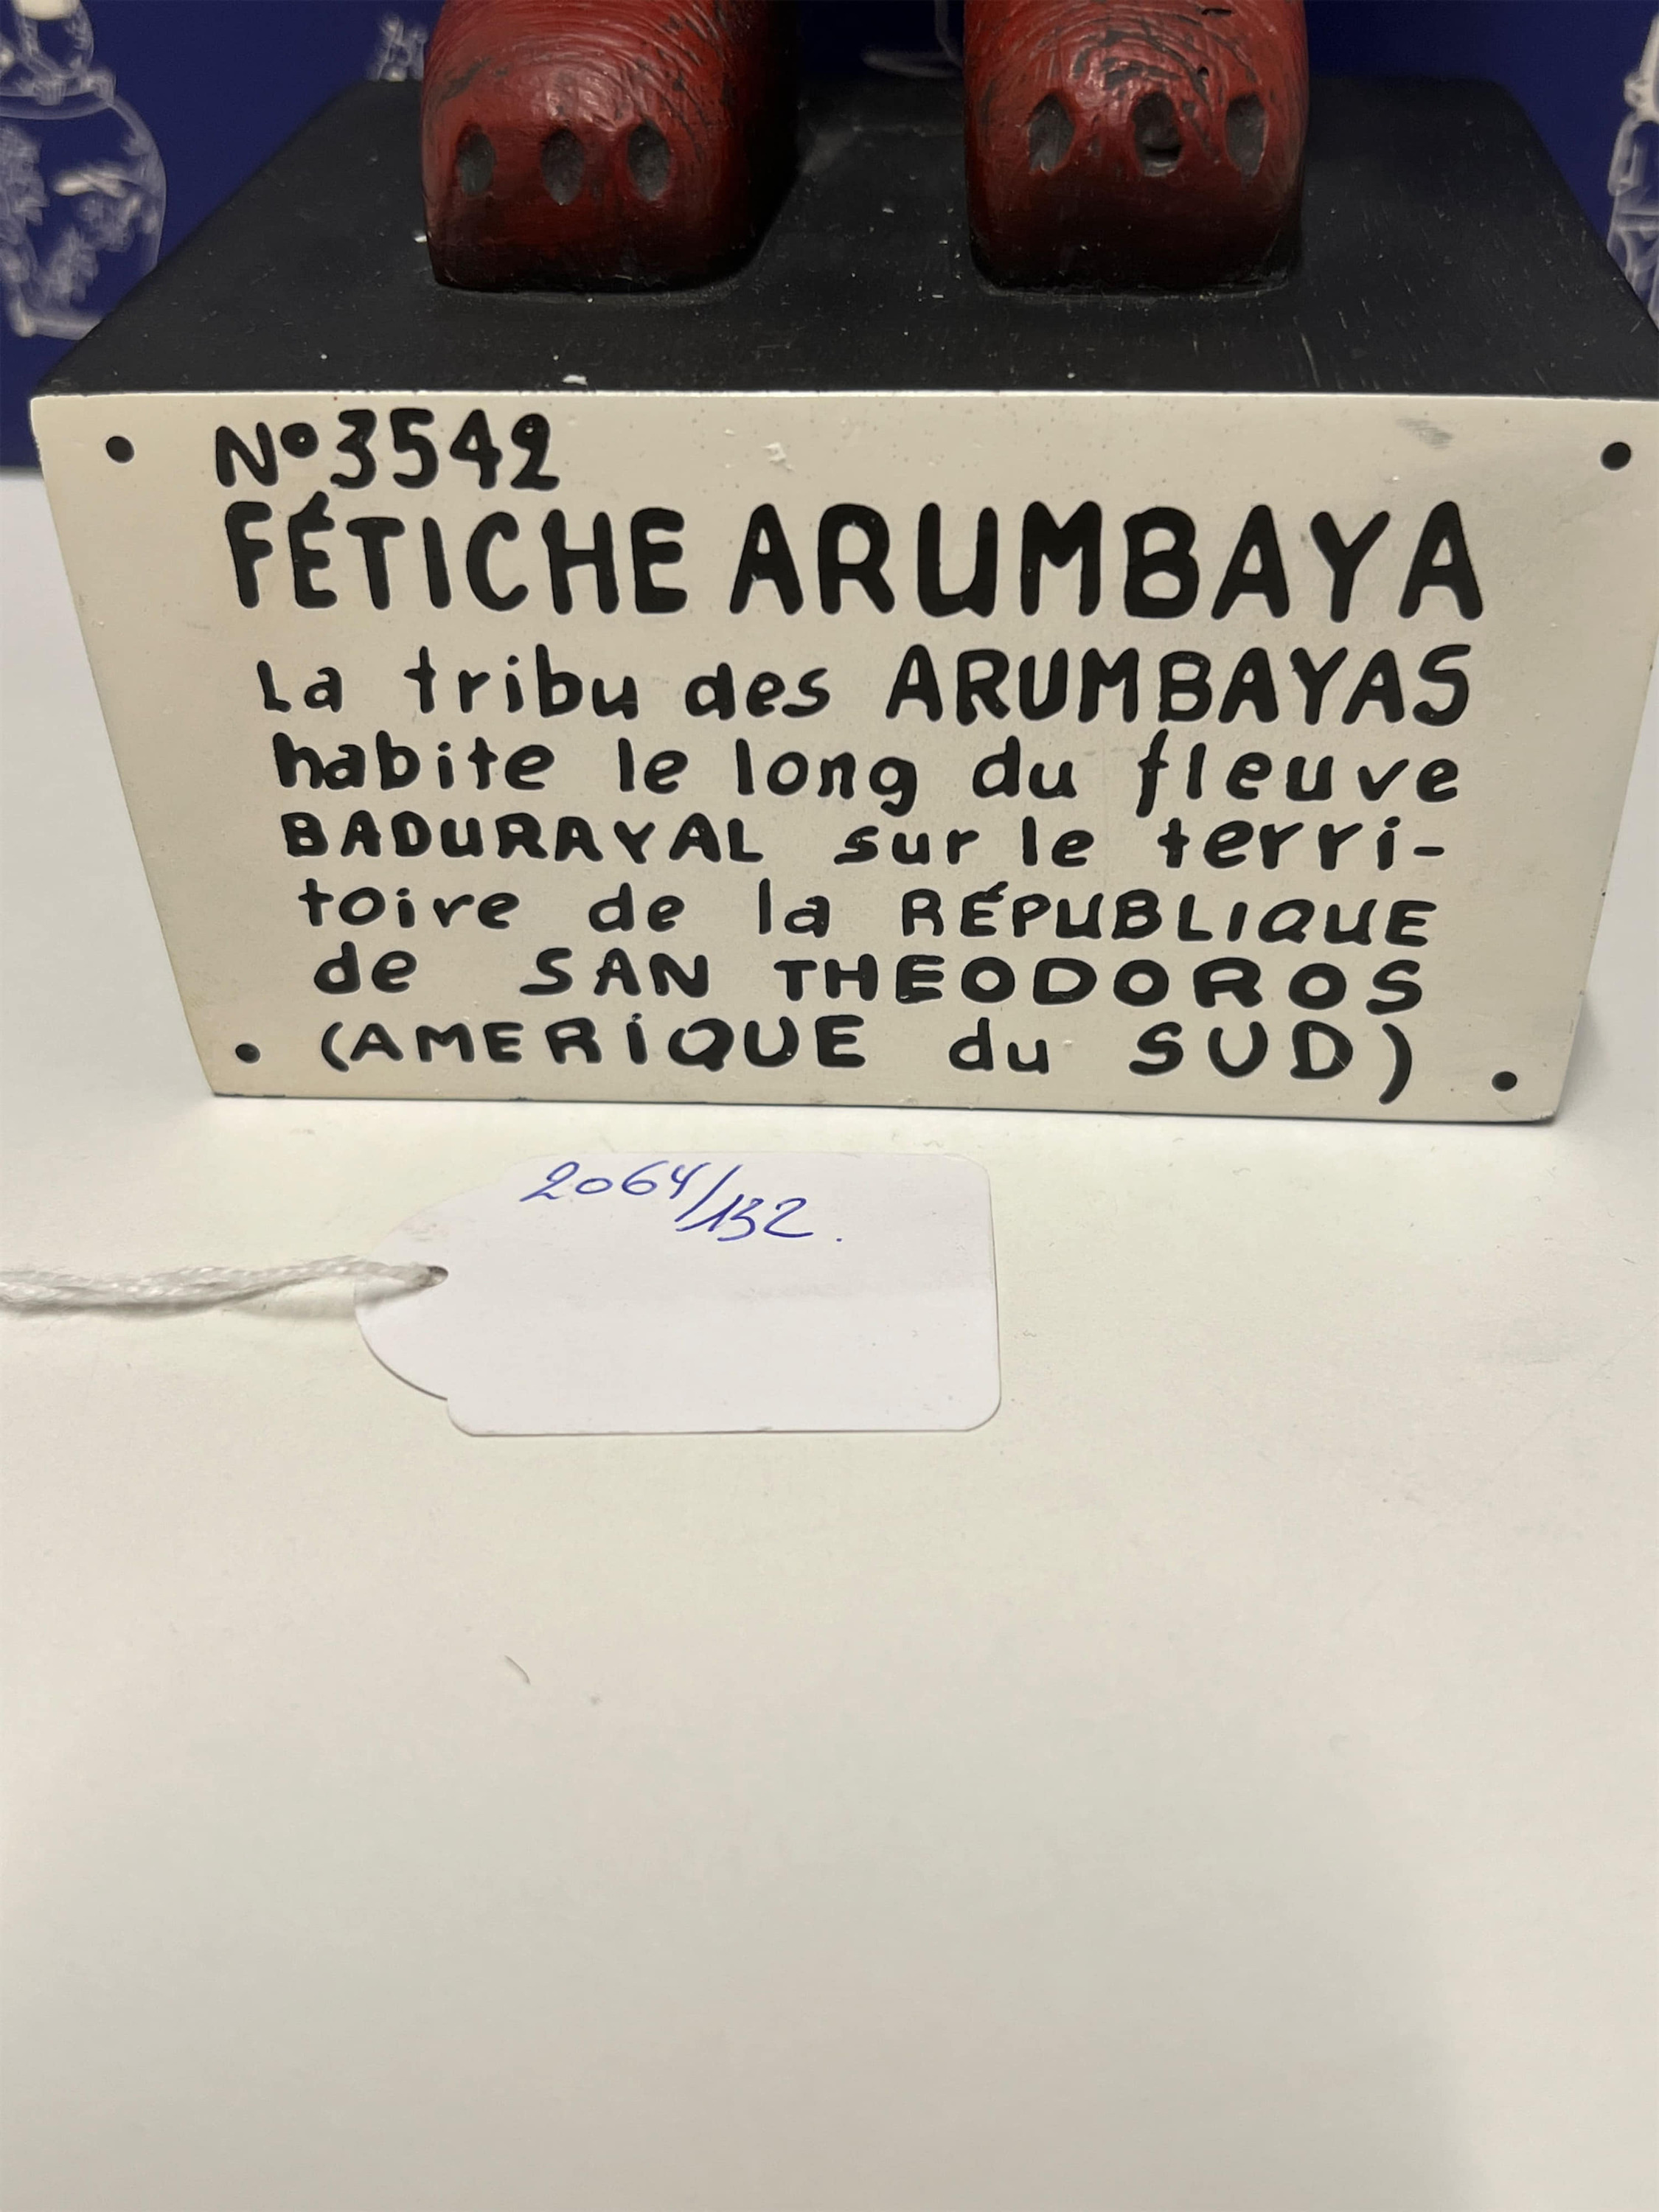 N° 3542
FÉTICHE ARUMBAYA
La tribu des ARUMBAYAS
habite le long du fleuve
BADURAYAL sur le terri-
toire de la RÉPUBLIQUE
de SAN THEODOROS
(AMERIQUE du SUD)
2064/132.